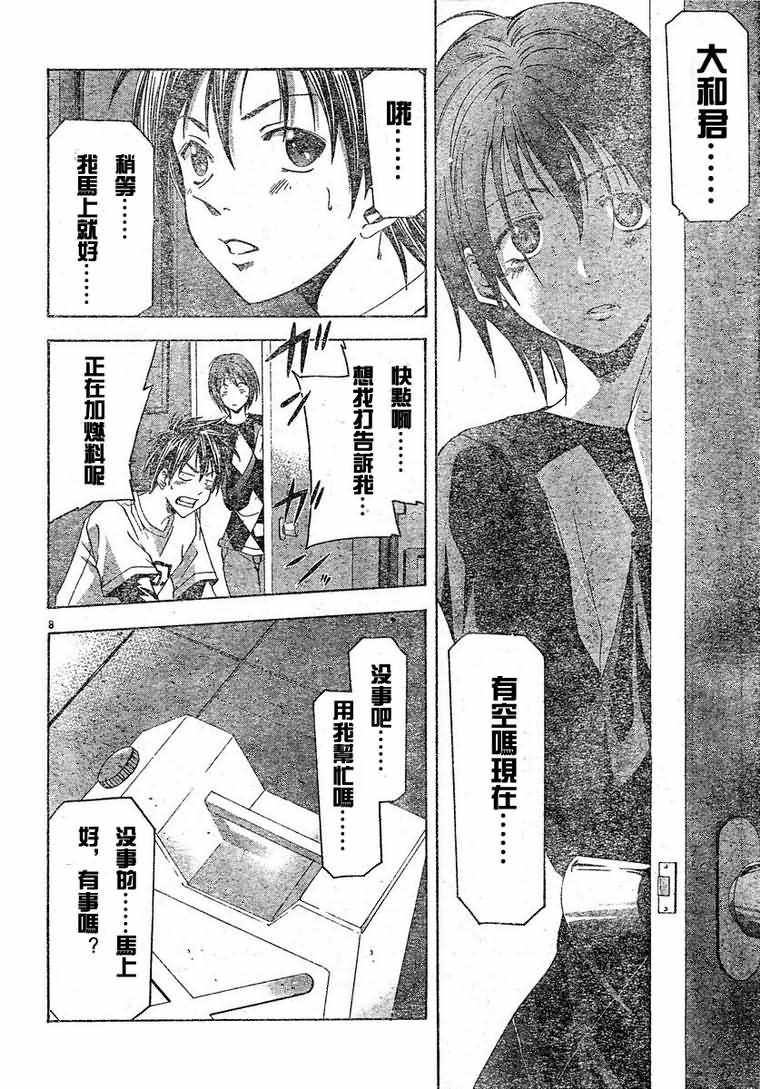 大和君……
有空嗎現在……
哦……
稍等……
我馬上就好……
快點啊……
想找打告訴我…
正在加燃料呢
没事吧……
用我幫忙嗎……
没事的……馬上
好，有事嗎？
8